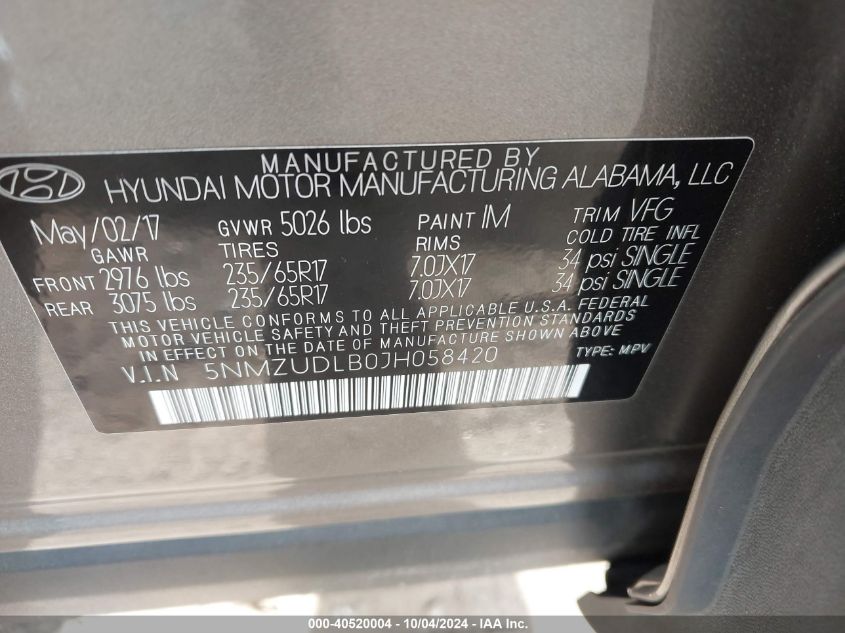 MANUFACTURED BY
HYUNDAI MOTOR MANUFACTURING ALABAMA, LLC
May/02/17 GVWR 5026 lbs PAINT IM TRIM VFG
GAWR TIRES RIMS COLD TIRE INFL
FRONT 2976 lbs 235/65R17 7.0JX17 34 psi SINGLE
REAR 3075 lbs 235/65R17 7.0JX17 34 psi SINGLE
THIS VEHICLE CONFORMS TO ALL APPLICABLE U.S.A. FEDERAL
MOTOR VEHICLE SAFETY AND THEFT PREVENTION STANDARDS
IN EFFECT ON THE DATE OF MANUFACTURE SHOWN ABOVE
V.I.N 5NMZUDLB0JH058420 TYPE: MPV
000-40520004 - 10/04/2024 - IAA Inc.